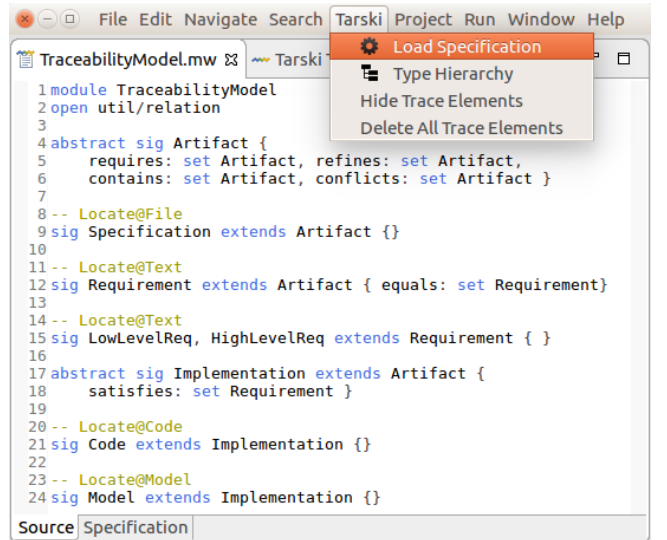 File Edit Navigate Search Tarski Project Run Window Help
TraceabilityModel.mw Tarski
Load Specification
Type Hierarchy
Hide Trace Elements
Delete All Trace Elements
1 module TraceabilityModel
2 open util/relation
3
4 abstract sig Artifact {
5     requires: set Artifact, refines: set Artifact,
6     contains: set Artifact, conflicts: set Artifact }
7
8 -- Locate@File
9 sig Specification extends Artifact {}
10
11 -- Locate@Text
12 sig Requirement extends Artifact { equals: set Requirement}
13
14 -- Locate@Text
15 sig LowLevelReq, HighLevelReq extends Requirement { }
16
17 abstract sig Implementation extends Artifact {
18     satisfies: set Requirement }
19
20 -- Locate@Code
21 sig Code extends Implementation {}
22
23 -- Locate@Model
24 sig Model extends Implementation {}
Source Specification